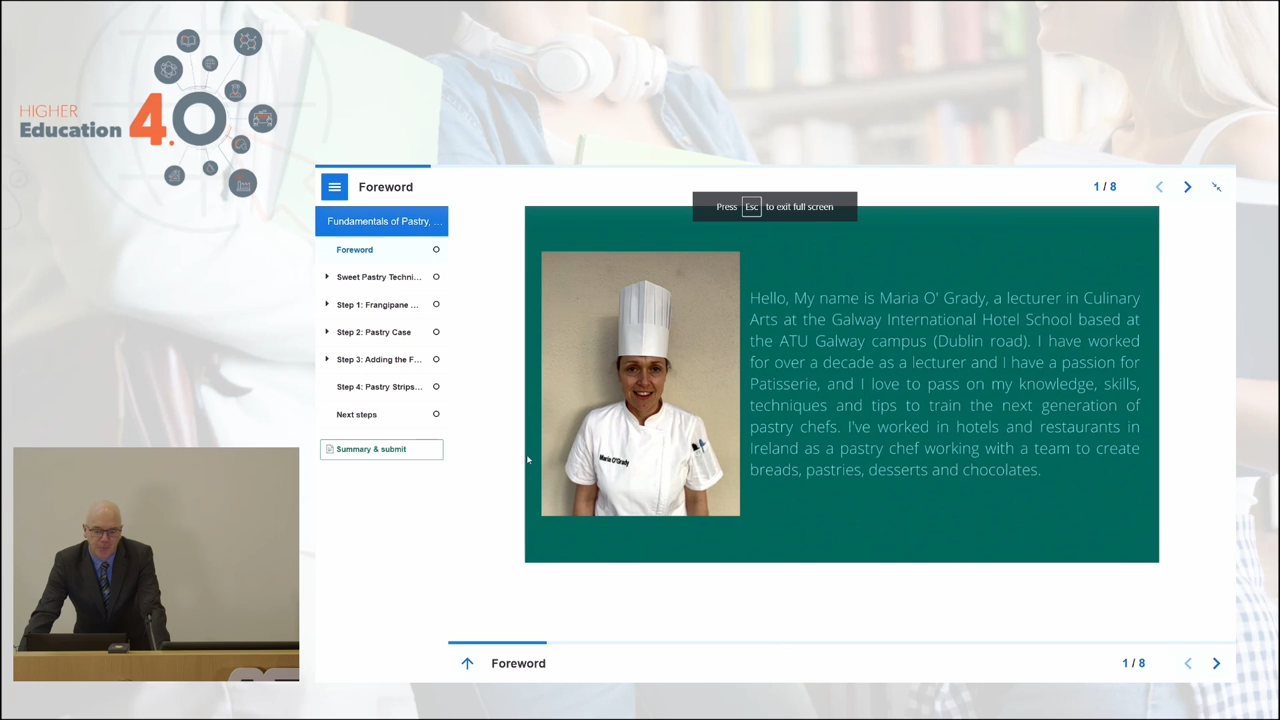 HIGHER
Education 4.0
Foreword
1 / 8
Press Esc to exit full screen
Fundamentals of Pastry, ...
Foreword
Sweet Pastry Techni...
Step 1: Frangipane ...
Step 2: Pastry Case
Step 3: Adding the F...
Step 4: Pastry Strips...
Next steps
Summary & submit
Hello, My name is Maria O' Grady, a lecturer in Culinary
Arts at the Galway International Hotel School based at
the ATU Galway campus (Dublin road). I have worked
for over a decade as a lecturer and I have a passion for
Patisserie, and I love to pass on my knowledge, skills,
techniques and tips to train the next generation of
pastry chefs. I've worked in hotels and restaurants in
Ireland as a pastry chef working with a team to create
breads, pastries, desserts and chocolates.
Maria O'Grady
Foreword
1 / 8